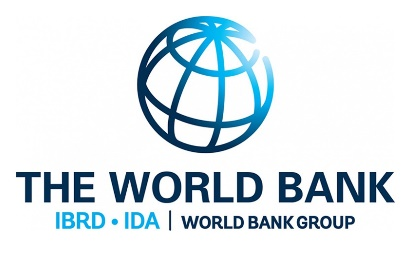 THE WORLD BANK
IBRD • IDA | WORLD BANK GROUP